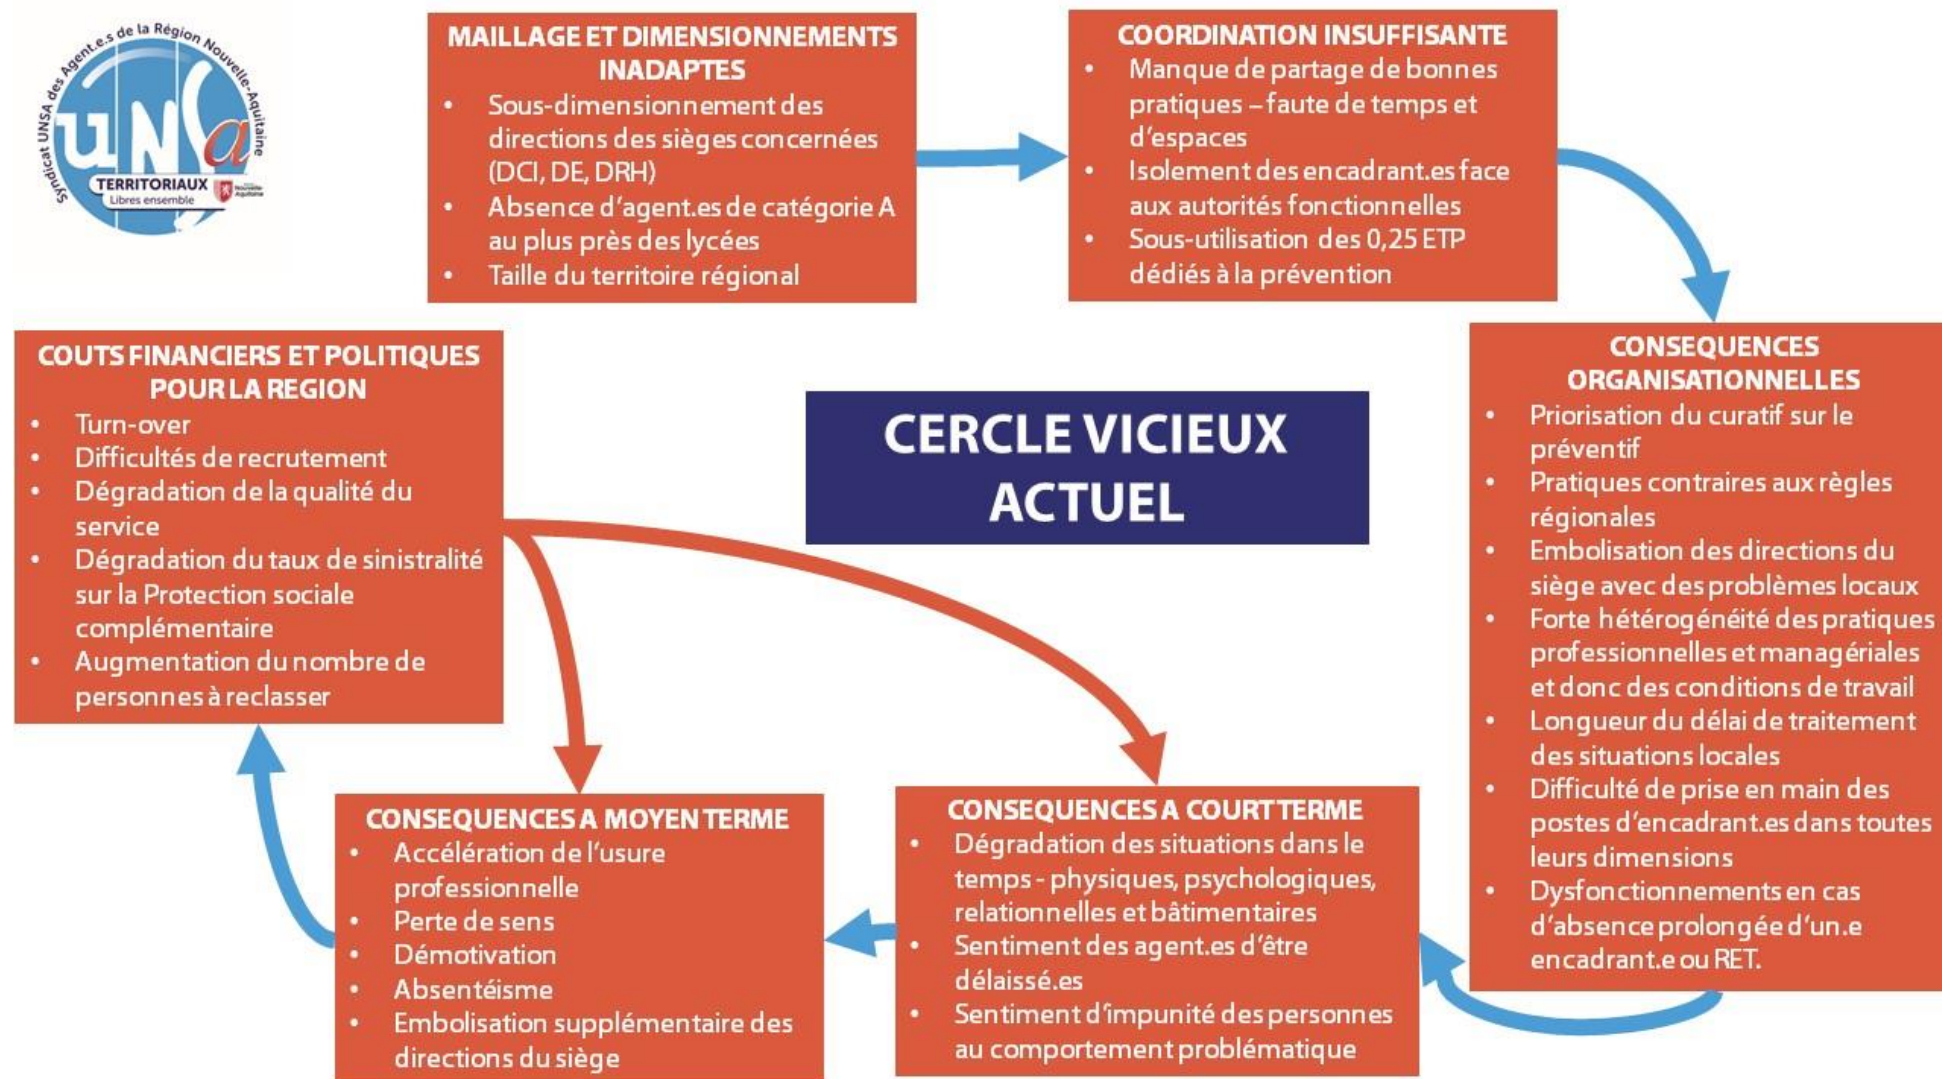 Syndicat UNSA des Agent.e.s de la Région Nouvelle-Aquitaine
UNSa
TERRITORIAUX
Libres ensemble
MAILLAGE ET DIMENSIONNEMENTS
INADAPTES
• Sous-dimensionnement des
directions des sièges concernées
(DCI, DE, DRH)
• Absence d'agent.es de catégorie A
au plus près des lycées
• Taille du territoire régional
COORDINATION INSUFFISANTE
• Manque de partage de bonnes
pratiques – faute de temps et
d'espaces
• Isolement des encadrant.es face
aux autorités fonctionnelles
• Sous-utilisation des 0,25 ETP
dédiés à la prévention
CONSEQUENCES
ORGANISATIONNELLES
• Priorisation du curatif sur le
préventif
• Pratiques contraires aux règles
régionales
• Embolisation des directions du
siège avec des problèmes locaux
• Forte hétérogénéité des pratiques
professionnelles et managériales
et donc des conditions de travail
• Longueur du délai de traitement
des situations locales
• Difficulté de prise en main des
postes d'encadrant.es dans toutes
leurs dimensions
• Dysfonctionnements en cas
d'absence prolongée d'un.e
encadrant.e ou RET.
CERCLE VICIEUX
ACTUEL
COUTS FINANCIERS ET POLITIQUES
POUR LA REGION
• Turn-over
• Difficultés de recrutement
• Dégradation de la qualité du
service
• Dégradation du taux de sinistralité
sur la Protection sociale
complémentaire
• Augmentation du nombre de
personnes à reclasser
CONSEQUENCES A MOYEN TERME
• Accélération de l'usure
professionnelle
• Perte de sens
• Démotivation
• Absentéisme
• Embolisation supplémentaire des
directions du siège
CONSEQUENCES A COURT TERME
• Dégradation des situations dans le
temps - physiques, psychologiques,
relationnelles et bâtimentaires
• Sentiment des agent.es d'être
délaissé.es
• Sentiment d'impunité des personnes
au comportement problématique